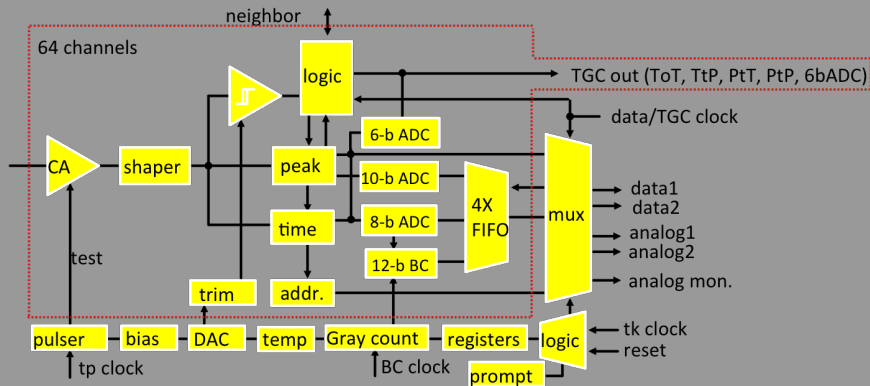 neighbor
64 channels
logic
TGC out (ToT, TtP, PtT, PtP, 6bADC)
data/TGC clock
6-b ADC
CA
shaper
peak
10-b ADC
4X
FIFO
mux
data1
data2
time
8-b ADC
analog1
analog2
12-b BC
test
trim
addr.
analog mon.
pulser
bias
DAC
temp
Gray count
registers
logic
tk clock
reset
tp clock
BC clock
prompt